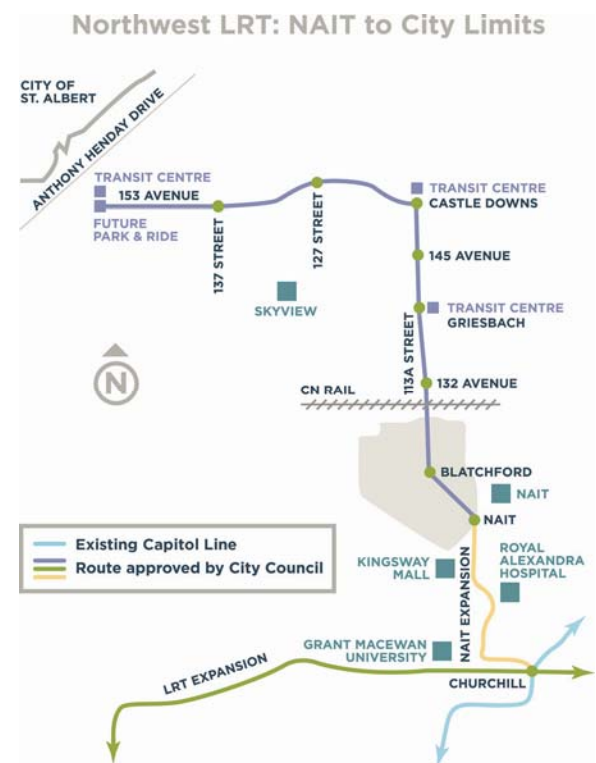 Northwest LRT: NAIT to City Limits
CITY OF
ST. ALBERT
ANTHONY HENDAY DRIVE
TRANSIT CENTRE
153 AVENUE
FUTURE
PARK & RIDE
137 STREET
127 STREET
SKYVIEW
TRANSIT CENTRE
CASTLE DOWNS
145 AVENUE
TRANSIT CENTRE
GRIESBACH
113A STREET
132 AVENUE
CN RAIL
N
BLATCHFORD
NAIT
NAIT
Existing Capitol Line
Route approved by City Council
KINGSWAY
MALL
NAIT EXPANSION
ROYAL
ALEXANDRA
HOSPITAL
GRANT MACEWAN
UNIVERSITY
LRT EXPANSION
CHURCHILL